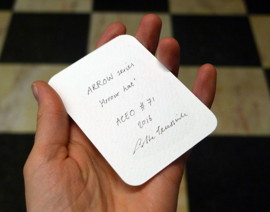 ARROW series
"Arrow hat"
ACEO # 71
2016